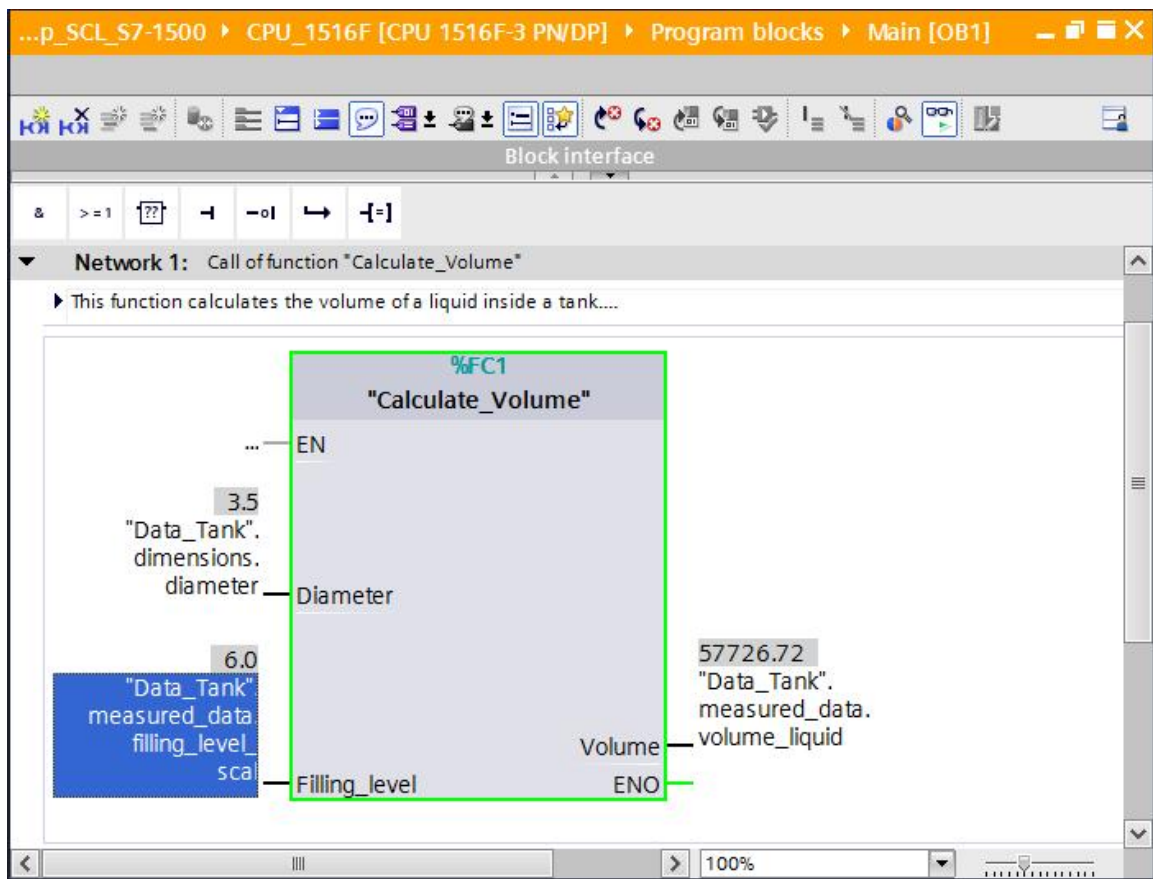 ...p_SCL_S7-1500 ▸ CPU_1516F [CPU 1516F-3 PN/DP] ▸ Program blocks ▸ Main [OB1]
Block interface
& >=1 ?? ⊣ –o| ↦ -[=]
Network 1: Call of function "Calculate_Volume"
This function calculates the volume of a liquid inside a tank....
%FC1
"Calculate_Volume"
... EN
3.5
"Data_Tank".
dimensions.
diameter Diameter
6.0
"Data_Tank".
measured_data.
filling_level_
scal Filling_level
57726.72
"Data_Tank".
measured_data.
Volume volume_liquid
ENO
100%